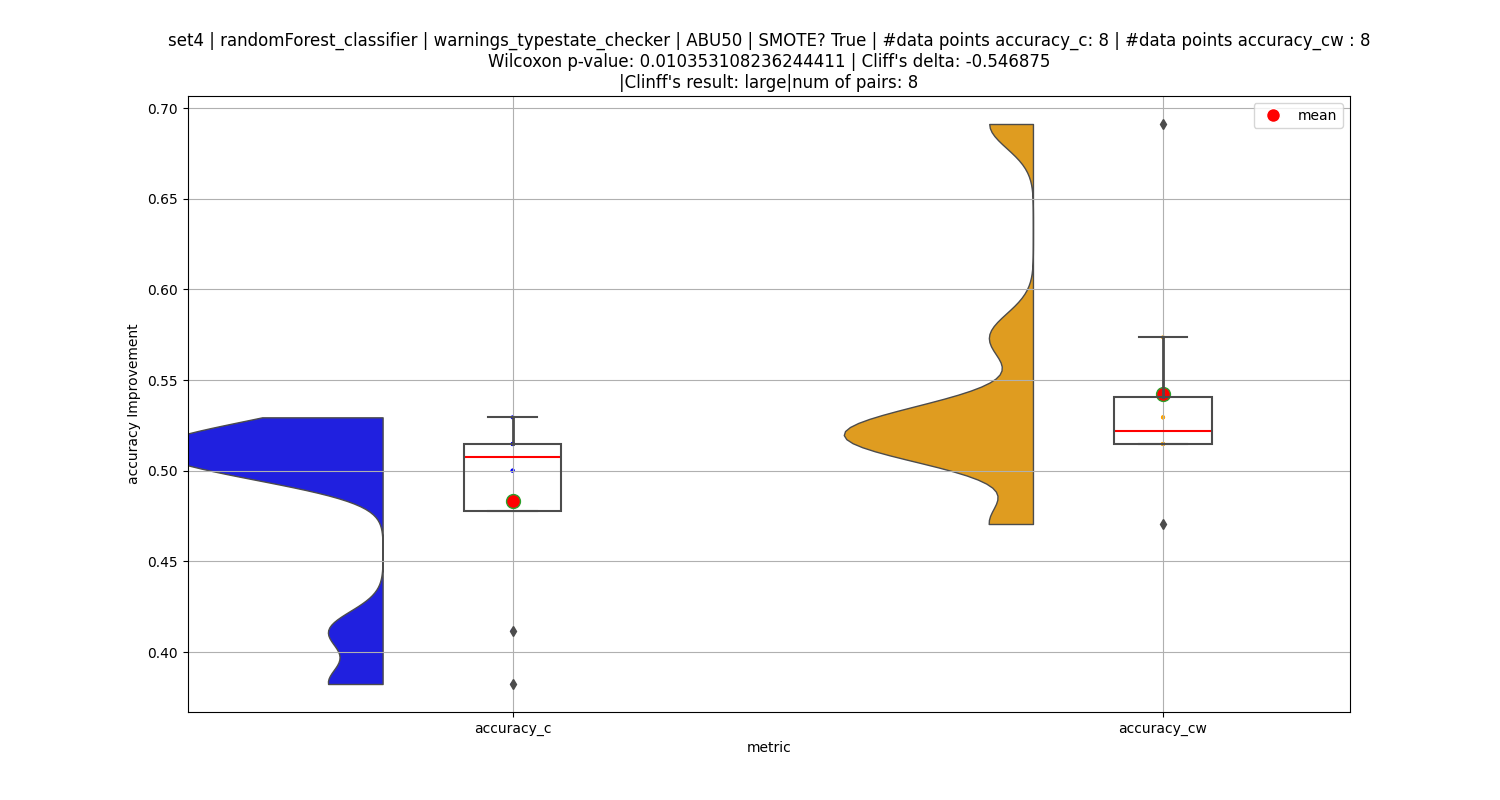 set4 | randomForest_classifier | warnings_typestate_checker | ABU50 | SMOTE? True | #data points accuracy_c: 8 | #data points accuracy_cw : 8
Wilcoxon p-value: 0.010353108236244411 | Cliff's delta: -0.546875
|Clinff's result: large|num of pairs: 8
mean
0.70
0.65
0.60
0.55
0.50
0.45
0.40
accuracy Improvement
accuracy_c
accuracy_cw
metric